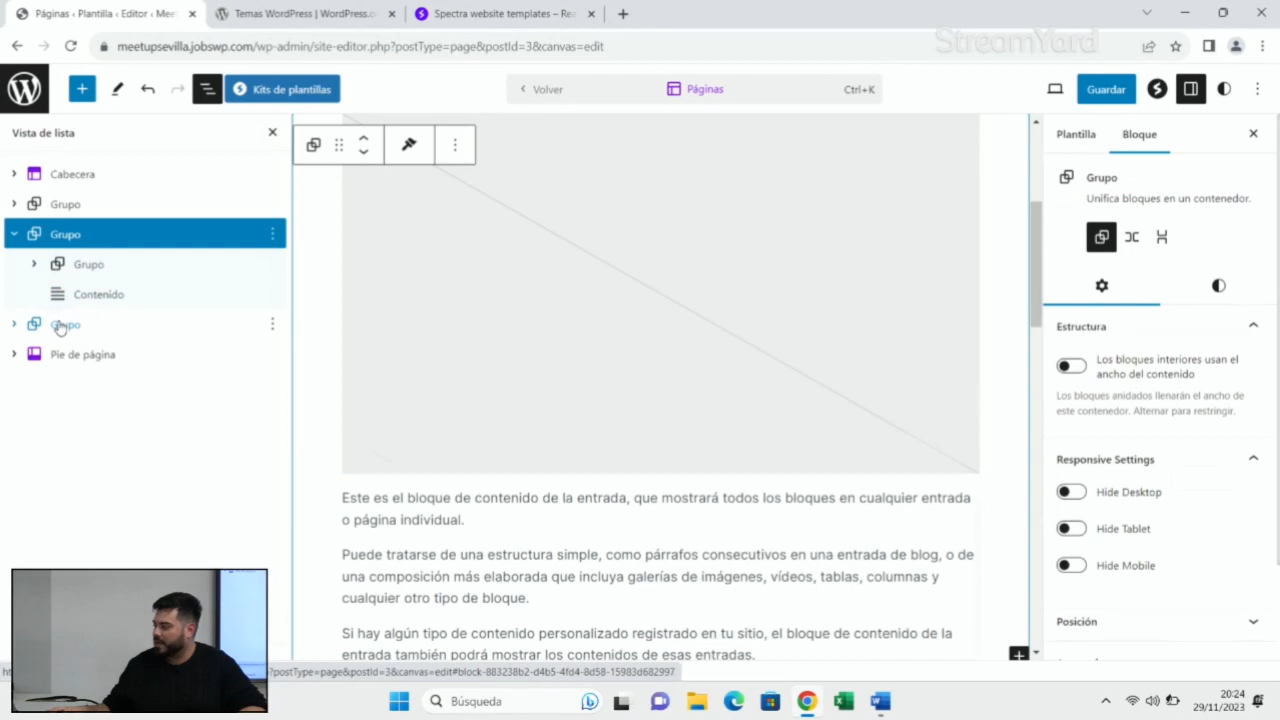 Páginas ‹ Plantilla ‹ Editor ‹ Mee
Temas WordPress | WordPress.c
Spectra website templates – Rea
meetupsevilla.jobswp.com/wp-admin/site-editor.php?postType=page&postId=3&canvas=edit
StreamYard
Kits de plantillas
Volver
Páginas
Ctrl+K
Guardar
Vista de lista
Cabecera
Grupo
Grupo
Grupo
Contenido
Grupo
Pie de página
Este es el bloque de contenido de la entrada, que mostrará todos los bloques en cualquier entrada
o página individual.
Puede tratarse de una estructura simple, como párrafos consecutivos en una entrada de blog, o de
una composición más elaborada que incluya galerías de imágenes, vídeos, tablas, columnas y
cualquier otro tipo de bloque.
Si hay algún tipo de contenido personalizado registrado en tu sitio, el bloque de contenido de la
entrada también podrá mostrar los contenidos de esas entradas.
Plantilla
Bloque
Grupo
Unifica bloques en un contenedor.
Estructura
Los bloques interiores usan el
ancho del contenido
Los bloques anidados llenarán el ancho de
este contenedor. Alternar para restringir.
Responsive Settings
Hide Desktop
Hide Tablet
Hide Mobile
Posición
?postType=page&postId=3&canvas=edit#block-883238b2-d4b5-4fd4-8d58-15983d682997
Búsqueda
20:24
29/11/2023